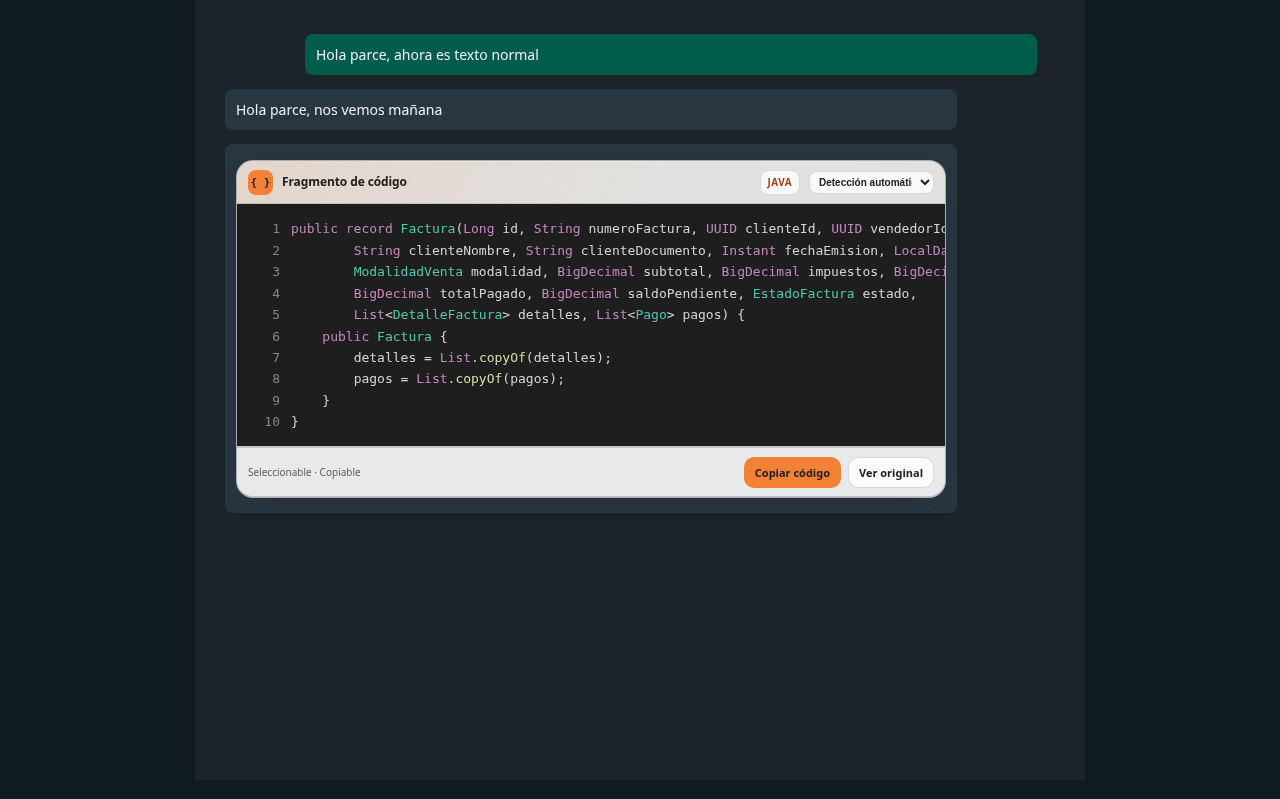 Hola parce, ahora es texto normal
Hola parce, nos vemos mañana
{ } Fragmento de código JAVA Detección automáti
1 public record Factura(Long id, String numeroFactura, UUID clienteId, UUID
2         String clienteNombre, String clienteDocumento, Instant fechaEmision,
3         ModalidadVenta modalidad, BigDecimal subtotal, BigDecimal impuestos,
4         BigDecimal totalPagado, BigDecimal saldoPendiente, EstadoFactura estado,
5         List<DetalleFactura> detalles, List<Pago> pagos) {
6     public Factura {
7         detalles = List.copyOf(detalles);
8         pagos = List.copyOf(pagos);
9     }
10 }
Seleccionable · Copiable Copiar código Ver original